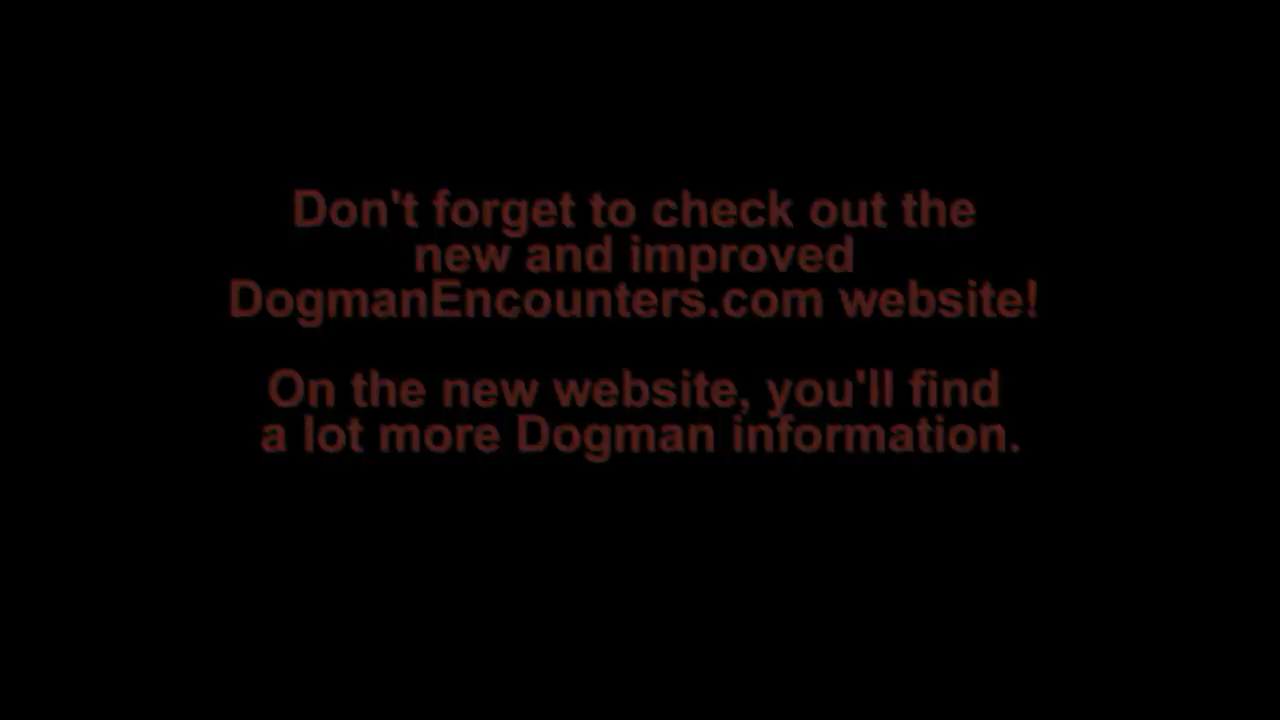 Don't forget to check out the
new and improved
DogmanEncounters.com website!
On the new website, you'll find
a lot more Dogman information.